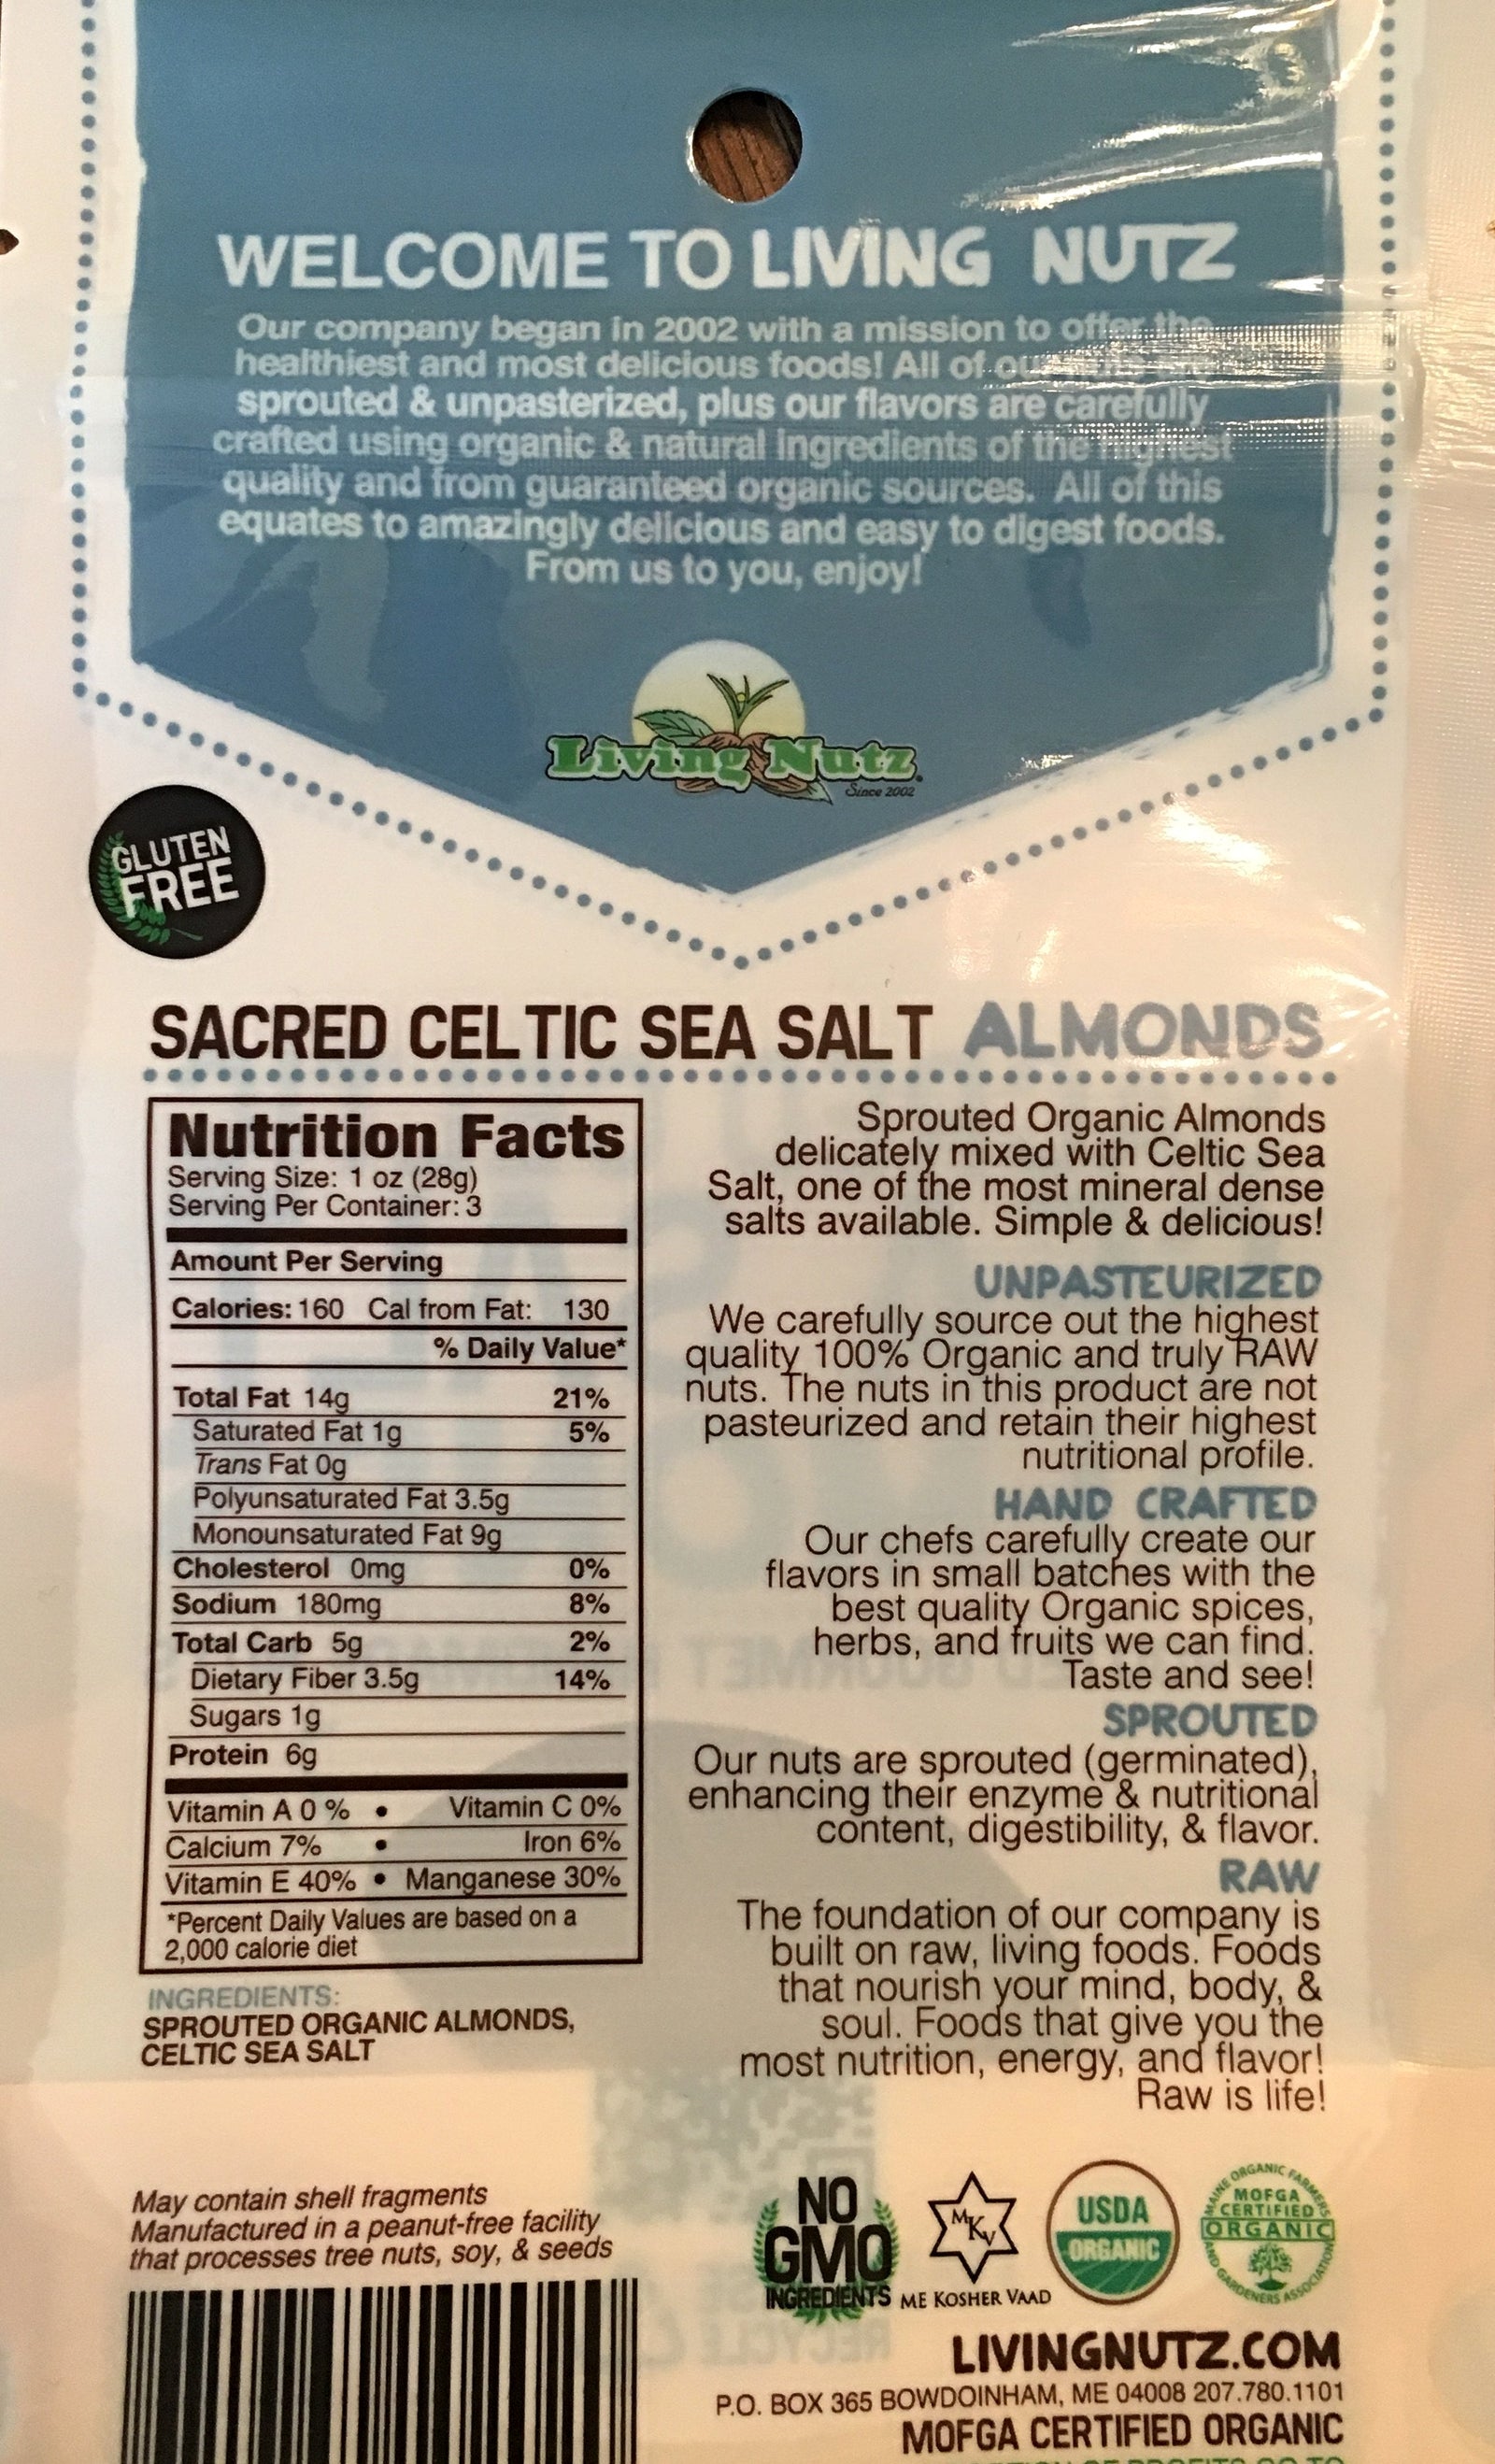 WELCOME TO LIVING NUTZ
Our company began in 2002 with a mission to offer the
healthiest and most delicious foods! All of
sprouted & unpasterized, plus our flavors are carefully
crafted using organic & natural ingredients of the highest
quality and from guaranteed organic sources. All of this
equates to amazingly delicious and easy to digest foods.
From us to you, enjoy!
Living Nutz
Since 2002
GLUTEN
FREE
SACRED CELTIC SEA SALT ALMONDS
Nutrition Facts
Serving Size: 1 oz (28g)
Serving Per Container: 3
Amount Per Serving
Calories: 160 Cal from Fat: 130
% Daily Value*
Total Fat 14g 21%
Saturated Fat 1g 5%
Trans Fat 0g
Polyunsaturated Fat 3.5g
Monounsaturated Fat 9g
Cholesterol 0mg 0%
Sodium 180mg 8%
Total Carb 5g 2%
Dietary Fiber 3.5g 14%
Sugars 1g
Protein 6g
Vitamin A 0 % • Vitamin C 0%
Calcium 7% • Iron 6%
Vitamin E 40% • Manganese 30%
*Percent Daily Values are based on a
2,000 calorie diet
INGREDIENTS:
SPROUTED ORGANIC ALMONDS,
CELTIC SEA SALT
May contain shell fragments
Manufactured in a peanut-free facility
that processes tree nuts, soy, & seeds
Sprouted Organic Almonds
delicately mixed with Celtic Sea
Salt, one of the most mineral dense
salts available. Simple & delicious!
UNPASTEURIZED
We carefully source out the highest
quality 100% Organic and truly RAW
nuts. The nuts in this product are not
pasteurized and retain their highest
nutritional profile.
HAND CRAFTED
Our chefs carefully create our
flavors in small batches with the
best quality Organic spices,
herbs, and fruits we can find.
Taste and see!
SPROUTED
Our nuts are sprouted (germinated),
enhancing their enzyme & nutritional
content, digestibility, & flavor.
RAW
The foundation of our company is
built on raw, living foods. Foods
that nourish your mind, body, &
soul. Foods that give you the
most nutrition, energy, and flavor!
Raw is life!
NO
GMO
INGREDIENTS
MKV
ME KOSHER VAAD
USDA
ORGANIC
MAINE ORGANIC FARMERS
MOFGA
CERTIFIED
ORGANIC
AND GARDENERS ASSOCIATION
LIVINGNUTZ.COM
P.O. BOX 365 BOWDOINHAM, ME 04008 207.780.1101
MOFGA CERTIFIED ORGANIC